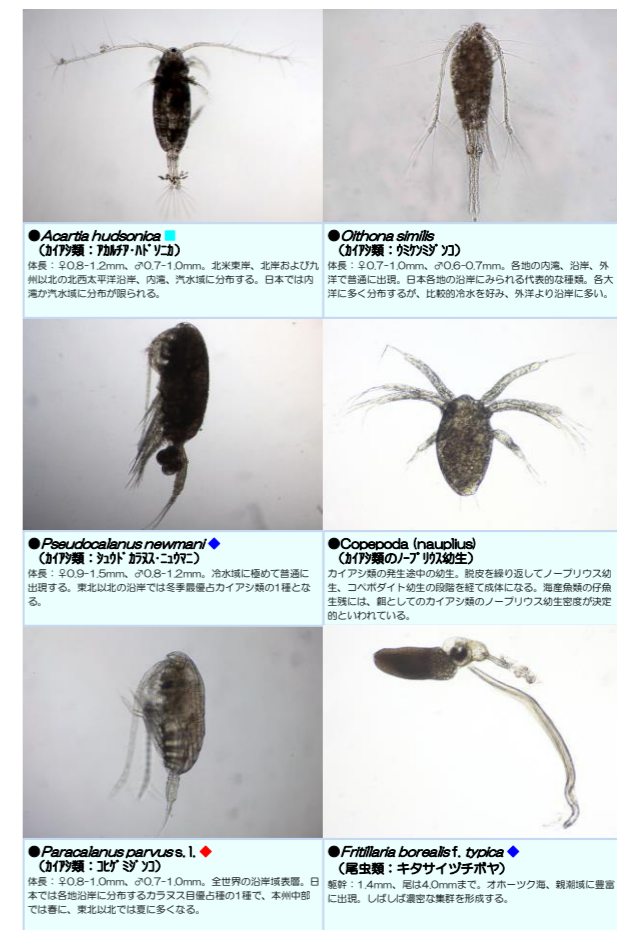 ●Acartia hudsonica ■
（ｶｲｱｼ類：ｱｶﾙﾁｱ･ﾊﾄﾞｿﾆｶ）
体長：♀0.8-1.2mm、♂0.7-1.0mm。北米東岸、北岸および九
州以北の北西太平洋沿岸、内湾、汽水域に分布する。日本では内
湾か汽水域に分布が限られる。
●Oithona similis
（ｶｲｱｼ類：ｳﾐｹﾝﾐｼﾞﾝｺ）
体長：♀0.7-1.0mm、♂0.6-0.7mm。各地の内湾、沿岸、外
洋で普通に出現。日本各地の沿岸にみられる代表的な種類。各大
洋に多く分布するが、比較的冷水を好み、外洋より沿岸に多い。
●Pseudocalanus newmani ◆
（ｶｲｱｼ類：ｼｭｳﾄﾞｶﾗﾇｽ･ﾆｭｳﾏﾆ）
体長：♀0.9-1.5mm、♂0.8-1.2mm。冷水域に極めて普通に
出現する。東北以北の沿岸では冬季最優占カイアシ類の1種とな
る。
●Copepoda (nauplius)
（ｶｲｱｼ類のﾉｰﾌﾟﾘｳｽ幼生）
カイアシ類の発生途中の幼生。脱皮を繰り返してノープリウス幼
生、コペポダイト幼生の段階を経て成体になる。海産魚類の仔魚
生残には、餌としてのカイアシ類のノープリウス幼生密度が決定
的といわれている。
●Paracalanus parvus s. l. ◆
（ｶｲｱｼ類：ｺﾋｹﾞﾐｼﾞﾝｺ）
体長：♀0.8-1.0mm、♂0.7-1.0mm。全世界の沿岸域表層。日
本では各地沿岸に分布するカラヌス目優占種の1種で、本州中部
では春に、東北以北では夏に多くなる。
●Fritillaria borealis f. typica ◆
（尾虫類：キタサイヅチボヤ）
躯幹：1.4mm、尾は4.0mmまで。オホーツク海、親潮域に豊富
に出現。しばしば濃密な集群を形成する。